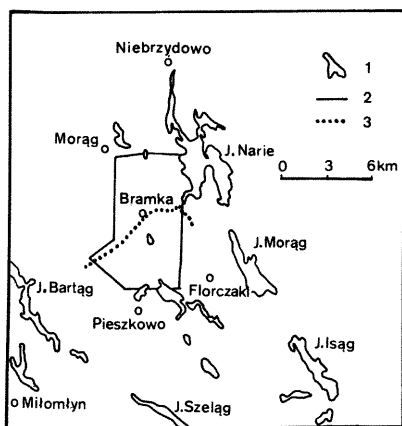 Niebrzydowo
1
2
Morąg
3
J. Narie
0 3 6km
Bramka
J. Morąg
J. Bartąg
Florczaki
Pieszkowo
J. Isąg
Miłomłyn
J. Szeląg